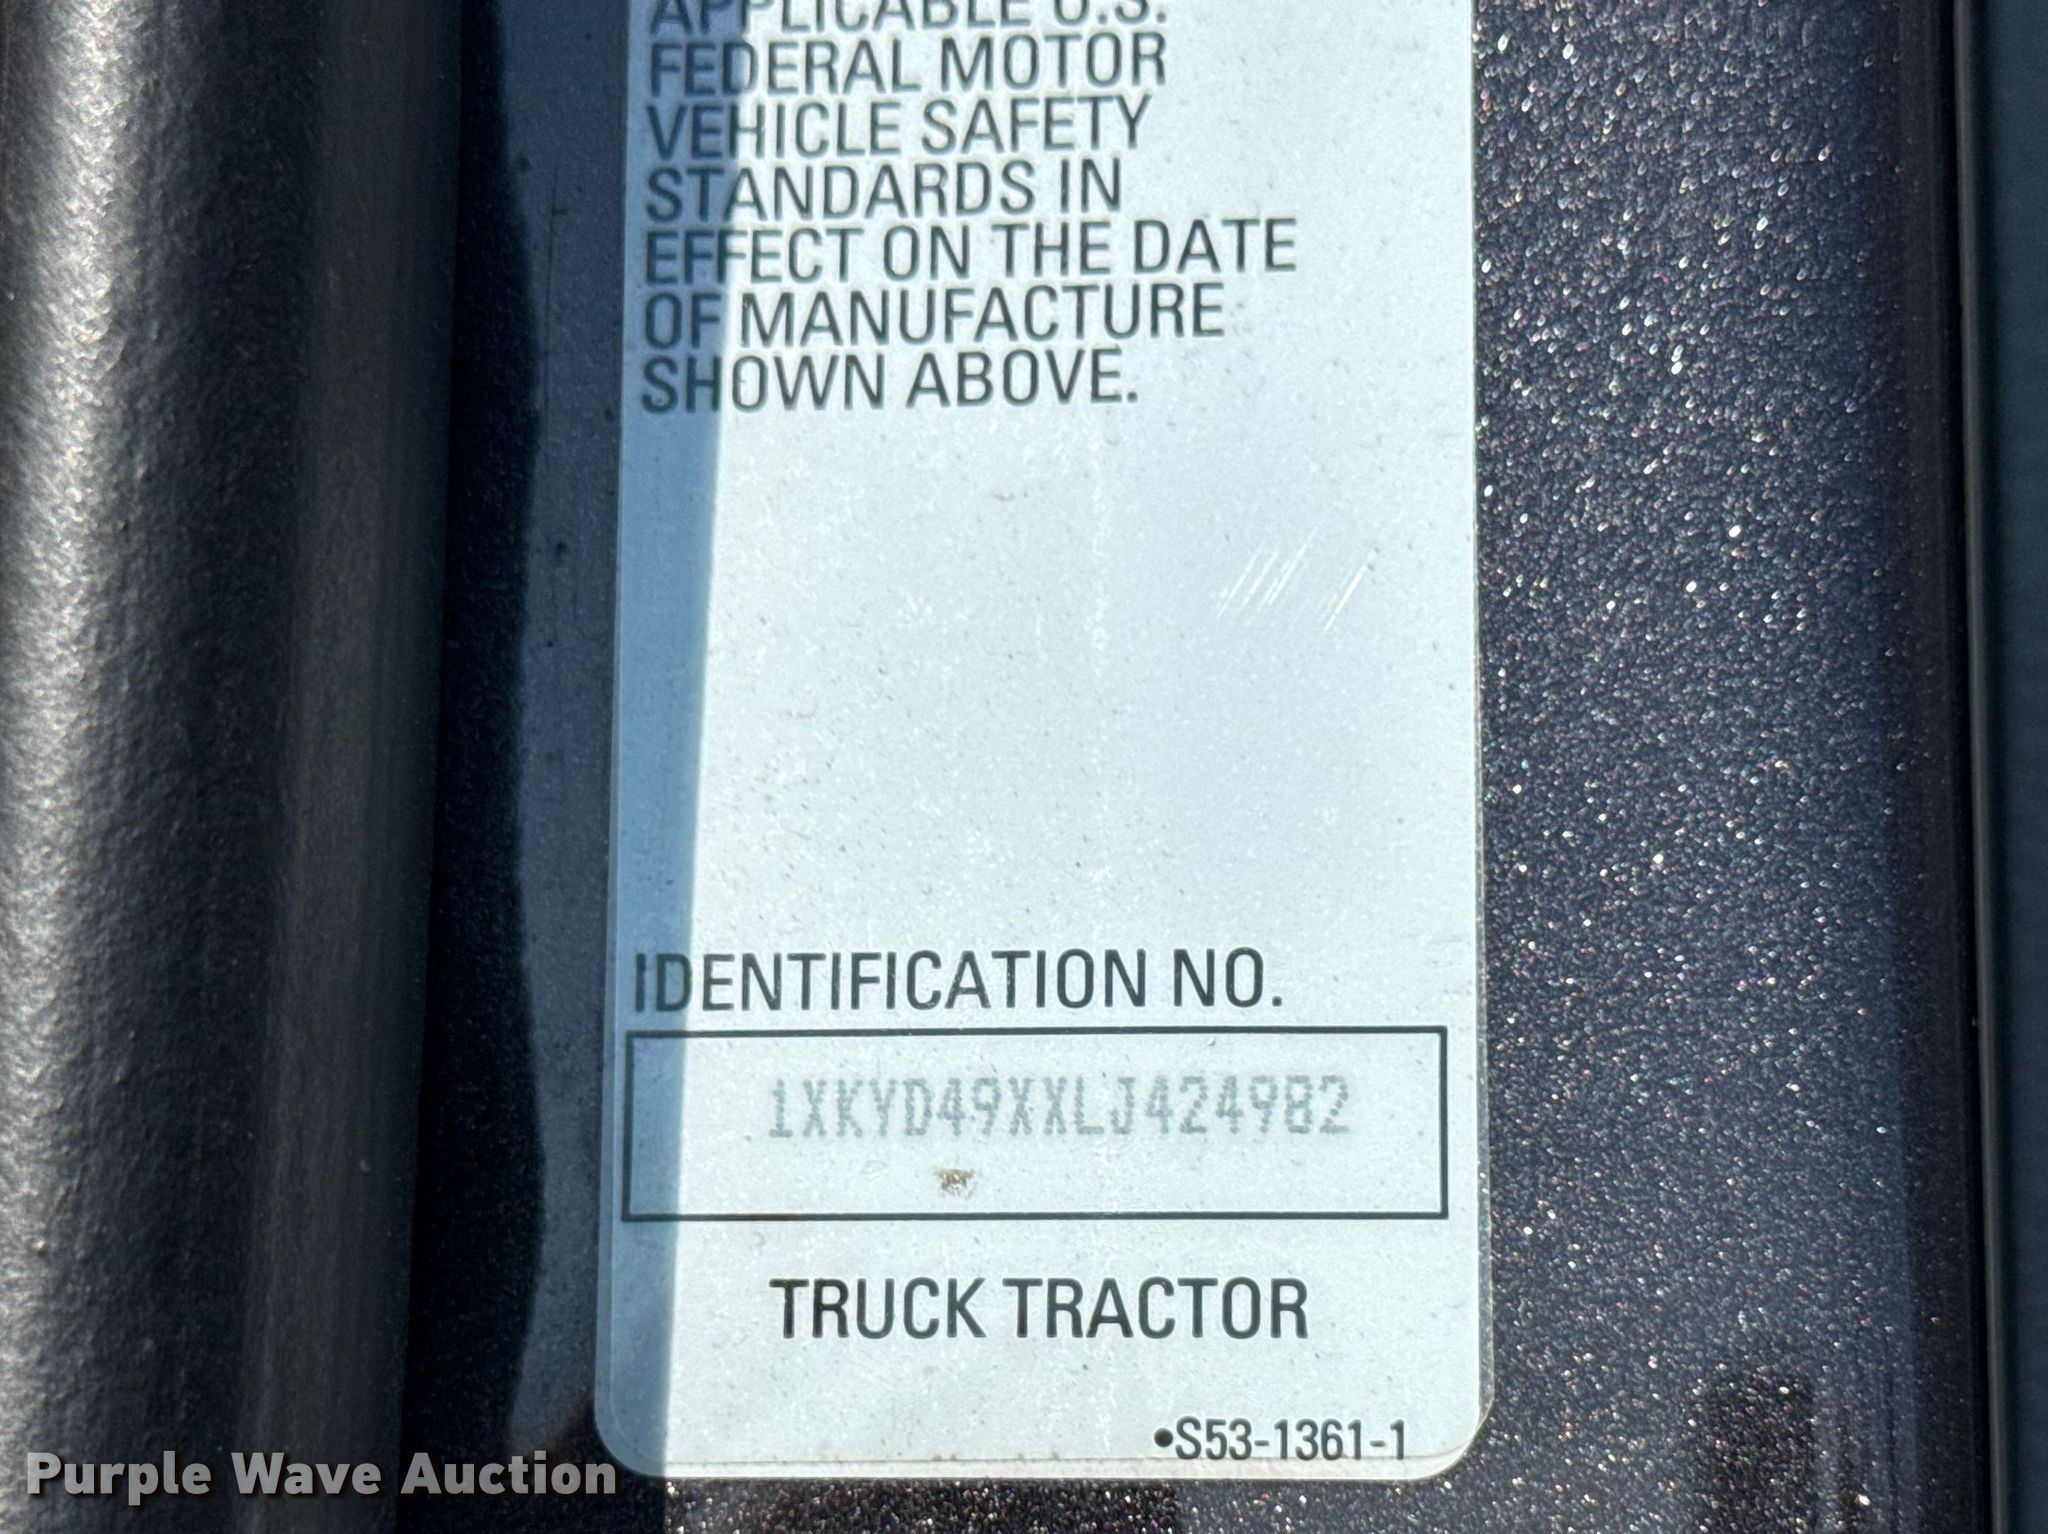 APPLICABLE U.S.
FEDERAL MOTOR
VEHICLE SAFETY
STANDARDS IN
EFFECT ON THE DATE
OF MANUFACTURE
SHOWN ABOVE.
IDENTIFICATION NO.
1XKYD49XXLJ424982
TRUCK TRACTOR
•S53-1361-1
Purple Wave Auction